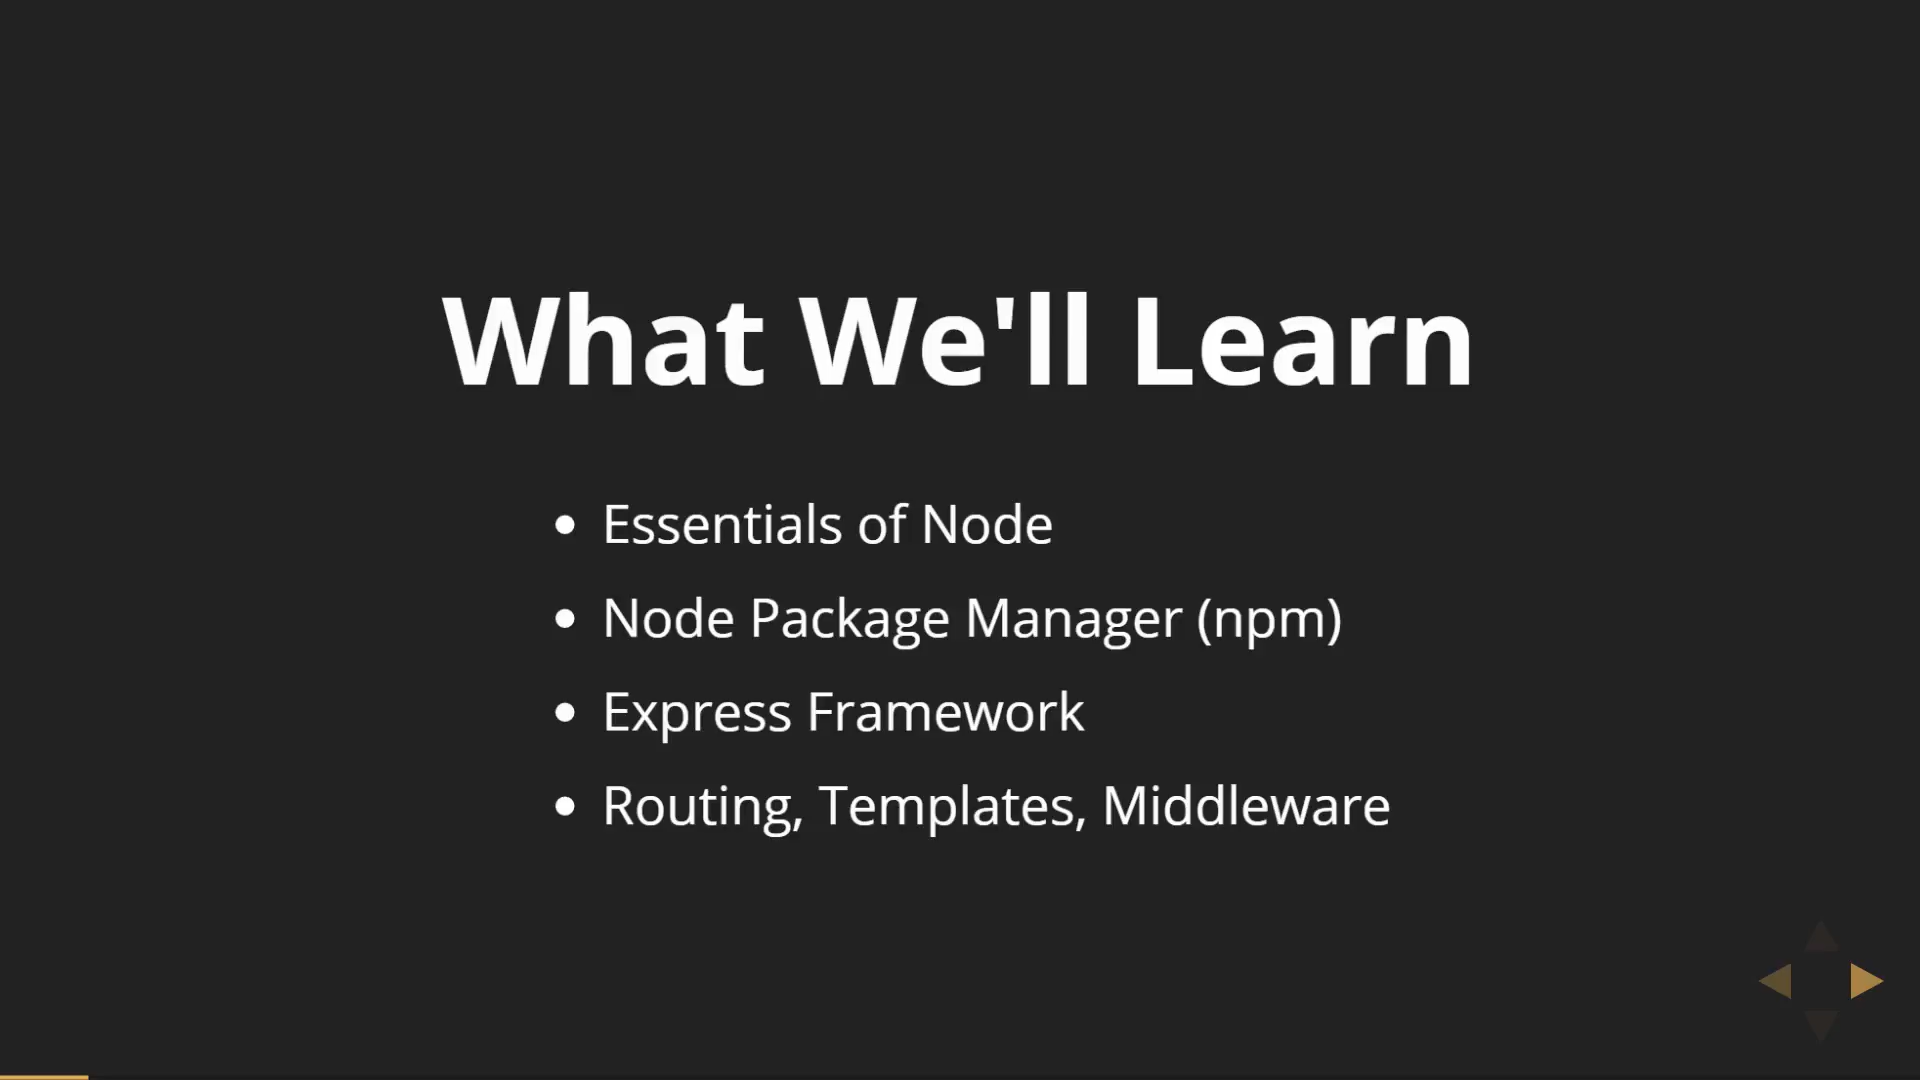 What We'll Learn
Essentials of Node
Node Package Manager (npm)
Express Framework
Routing, Templates, Middleware